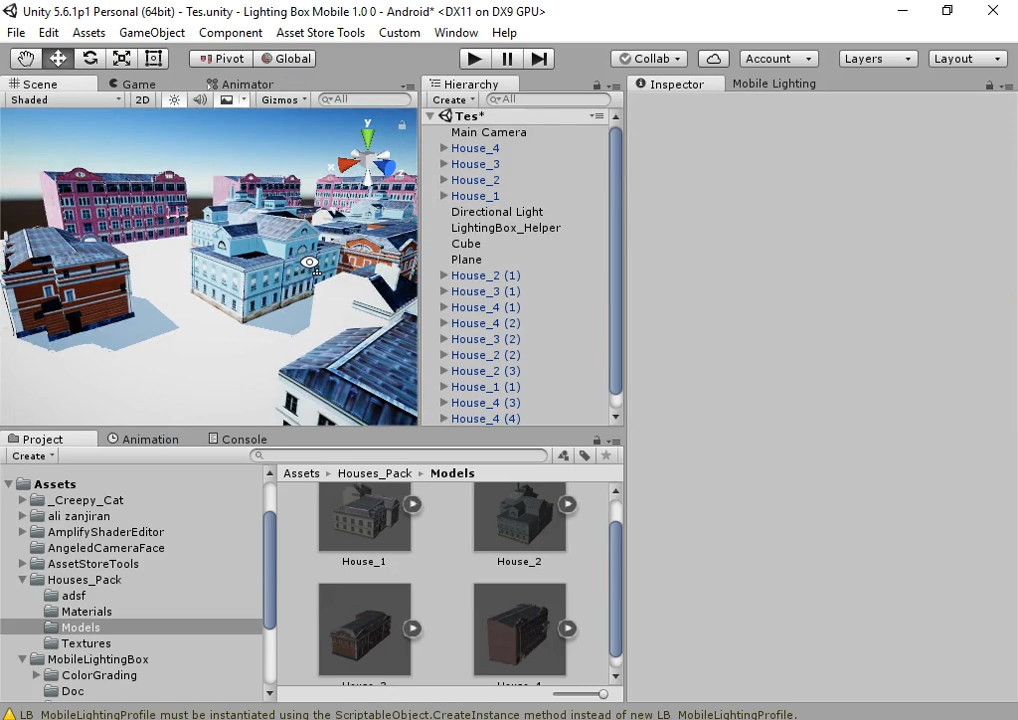 Unity 5.6.1p1 Personal (64bit) - Tes.unity - Lighting Box Mobile 1.0 0 - Android* <DX11 on DX9 GPU>
File Edit Assets GameObject Component Asset Store Tools Custom Window Help
Pivot Global Collab Account Layers Layout
Scene Game Animator Hierarchy Inspector Mobile Lighting
Shaded 2D Gizmos All Create All
Tes*
Main Camera
House_4
House_3
House_2
House_1
Directional Light
LightingBox_Helper
Cube
Plane
House_2 (1)
House_3 (1)
House_4 (1)
House_4 (2)
House_3 (2)
House_2 (2)
House_2 (3)
House_1 (1)
House_4 (3)
House_4 (4)
y
x
z
Project Animation Console
Create
Assets
_Creepy_Cat
ali zanjiran
AmplifyShaderEditor
AngeledCameraFace
AssetStoreTools
Houses_Pack
adsf
Materials
Models
Textures
MobileLightingBox
ColorGrading
Doc
Assets Houses_Pack Models
House_1 House_2
LB_MobileLightingProfile must be instantiated using the ScriptableObject.CreateInstance method instead of new LB_MobileLightingProfile.